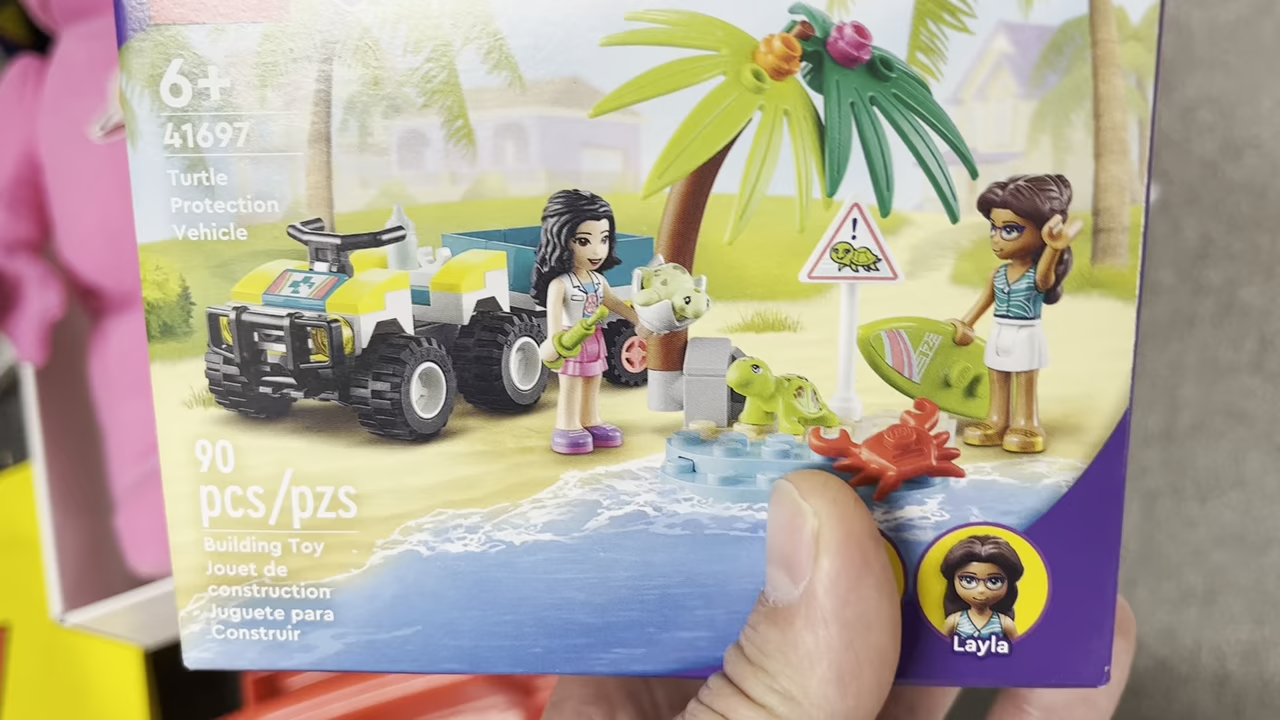 6+
41697
Turtle
Protection
Vehicle
!
90
pcs/pzs
Building Toy
Jouet de
construction
Juguete para
Construir
Layla